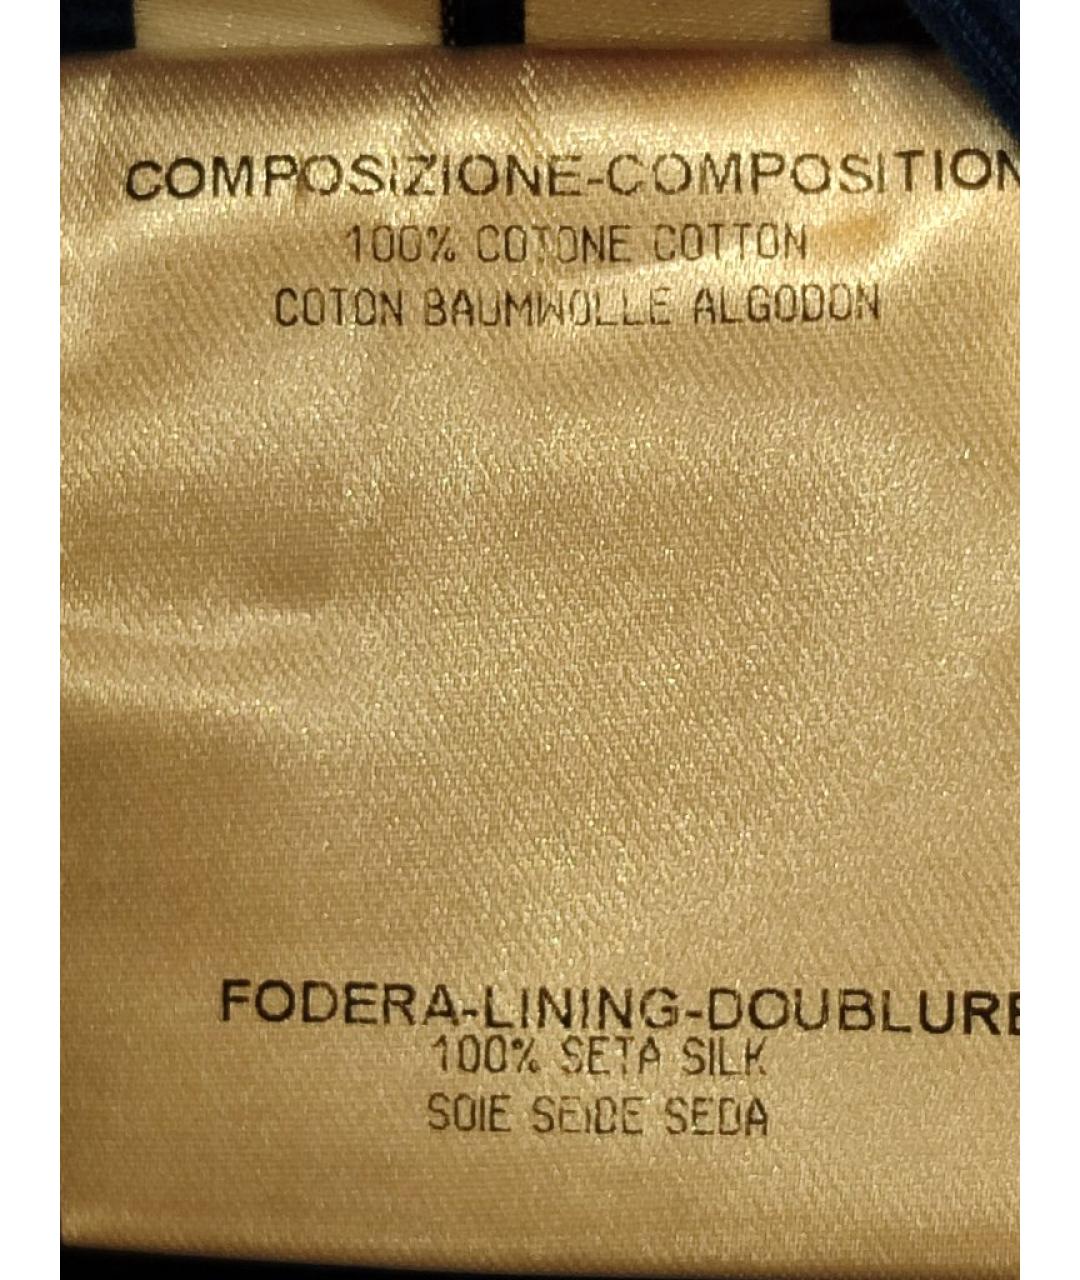 COMPOSIZIONE-COMPOSITION
100% COTONE COTTON
COTON BAUMWOLLE ALGODON
FODERA-LINING-DOUBLURE
100% SETA SILK
SOIE SEIDE SEDA